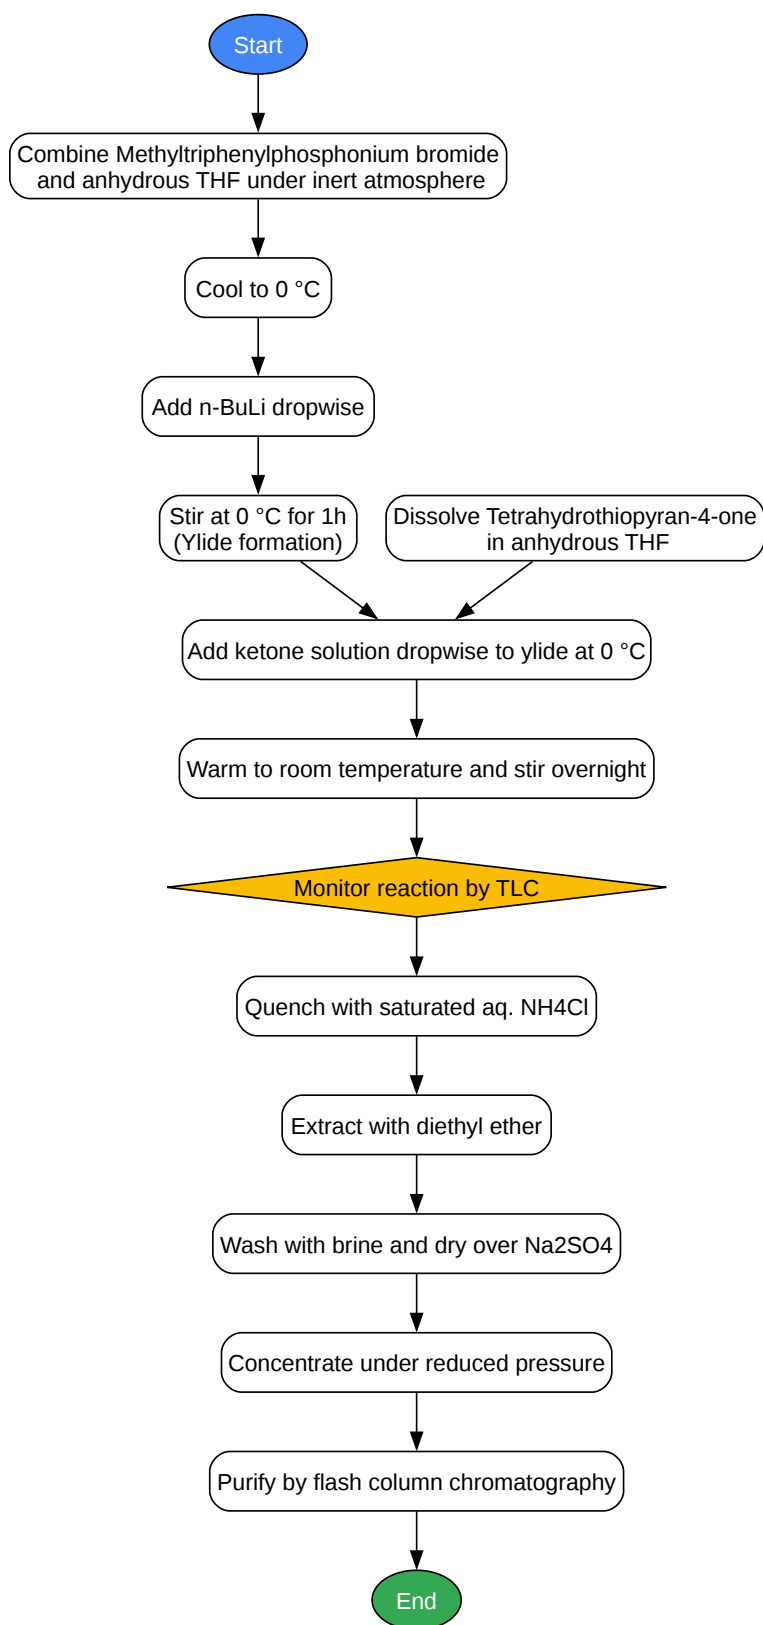 Start
Combine Methyltriphenylphosphonium bromide
and anhydrous THF under inert atmosphere
Cool to 0 °C
Add n-BuLi dropwise
Stir at 0 °C for 1h
(Ylide formation)
Dissolve Tetrahydrothiopyran-4-one
in anhydrous THF
Add ketone solution dropwise to ylide at 0 °C
Warm to room temperature and stir overnight
Monitor reaction by TLC
Quench with saturated aq. NH4Cl
Extract with diethyl ether
Wash with brine and dry over Na2SO4
Concentrate under reduced pressure
Purify by flash column chromatography
End